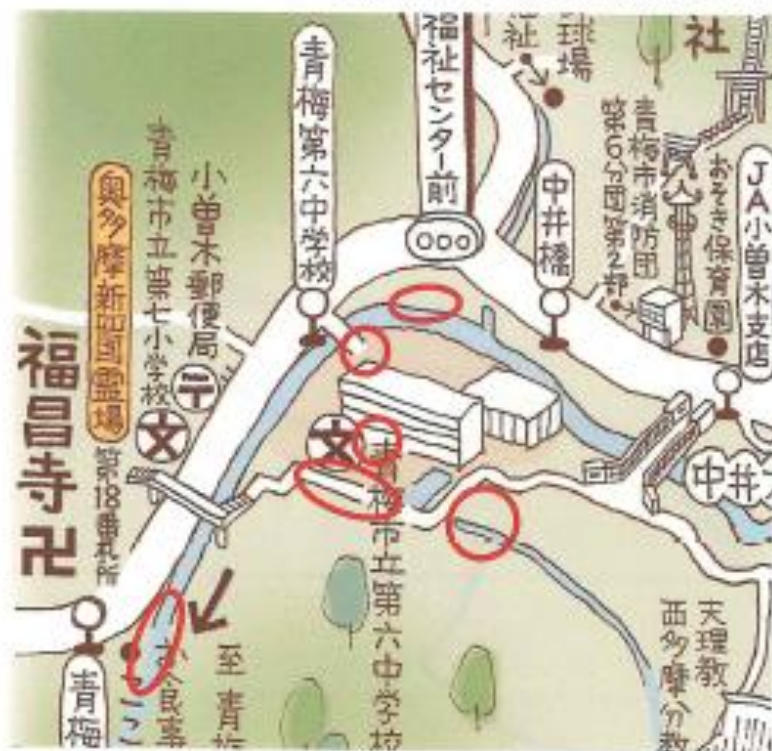 福祉センター前
球場
福祉
社
青梅第六中学校
小曽木郵便局
青梅市立第七小学校
奥多摩新四国霊場
福昌寺卍
第18番札所
中井橋
青梅市消防団
第6分団第2部
おそき保育園
JA小曽木支店
〒
文
文
青梅市立第六中学校
中井
至 青梅
青梅
天理教
西多摩分教